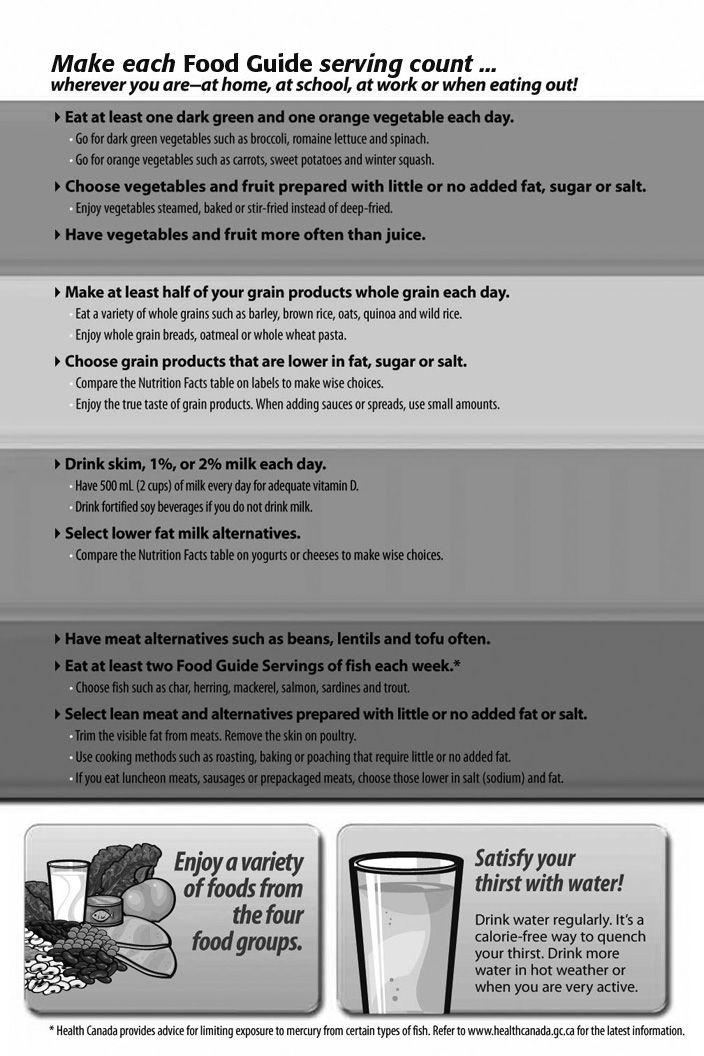 Make each Food Guide serving count ...
wherever you are–at home, at school, at work or when eating out!
Eat at least one dark green and one orange vegetable each day.
• Go for dark green vegetables such as broccoli, romaine lettuce and spinach.
• Go for orange vegetables such as carrots, sweet potatoes and winter squash.
Choose vegetables and fruit prepared with little or no added fat, sugar or salt.
• Enjoy vegetables steamed, baked or stir-fried instead of deep-fried.
Have vegetables and fruit more often than juice.
Make at least half of your grain products whole grain each day.
• Eat a variety of whole grains such as barley, brown rice, oats, quinoa and wild rice.
• Enjoy whole grain breads, oatmeal or whole wheat pasta.
Choose grain products that are lower in fat, sugar or salt.
• Compare the Nutrition Facts table on labels to make wise choices.
• Enjoy the true taste of grain products. When adding sauces or spreads, use small amounts.
Drink skim, 1%, or 2% milk each day.
• Have 500 mL (2 cups) of milk every day for adequate vitamin D.
• Drink fortified soy beverages if you do not drink milk.
Select lower fat milk alternatives.
• Compare the Nutrition Facts table on yogurts or cheeses to make wise choices.
Have meat alternatives such as beans, lentils and tofu often.
Eat at least two Food Guide Servings of fish each week.*
• Choose fish such as char, herring, mackerel, salmon, sardines and trout.
Select lean meat and alternatives prepared with little or no added fat or salt.
• Trim the visible fat from meats. Remove the skin on poultry.
• Use cooking methods such as roasting, baking or poaching that require little or no added fat.
• If you eat luncheon meats, sausages or prepackaged meats, choose those lower in salt (sodium) and fat.
Enjoy a variety
of foods from
the four
food groups.
Satisfy your
thirst with water!
Drink water regularly. It's a
calorie-free way to quench
your thirst. Drink more
water in hot weather or
when you are very active.
* Health Canada provides advice for limiting exposure to mercury from certain types of fish. Refer to www.healthcanada.gc.ca for the latest information.